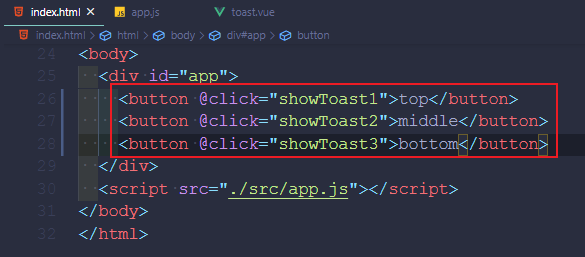 index.html × JS app.js toast.vue
index.html > html > body > div#app > button
24 <body>
25 <div id="app">
26 <button @click="showToast1">top</button>
27 <button @click="showToast2">middle</button>
28 <button @click="showToast3">bottom</button>
29 </div>
30 <script src="./src/app.js"></script>
31 </body>
32 </html>